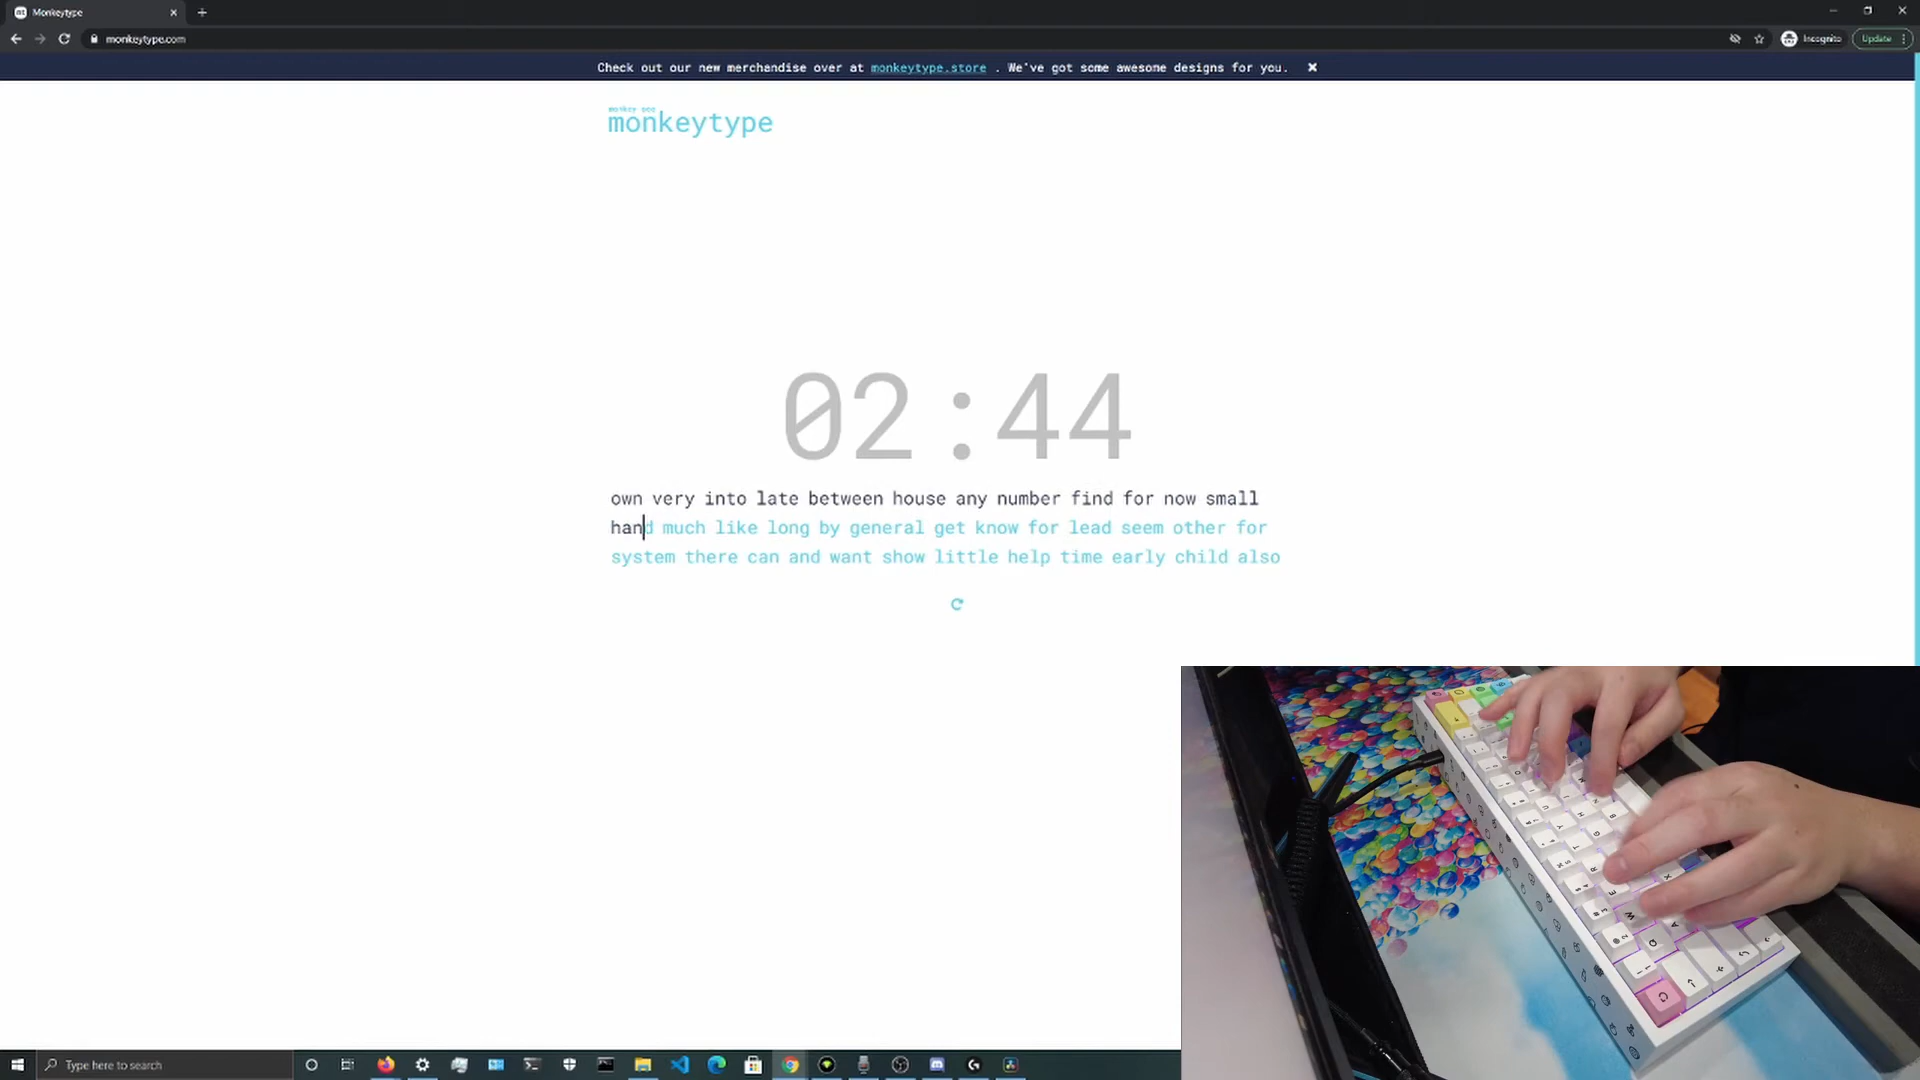 Monkeytype
monkeytype.com
Incognito
Update
Check out our new merchandise over at monkeytype.store . We've got some awesome designs for you.
monkey see
monkeytype
02:44
own very into late between house any number find for now small
hand much like long by general get know for lead seem other for
system there can and want show little help time early child also
Type here to search